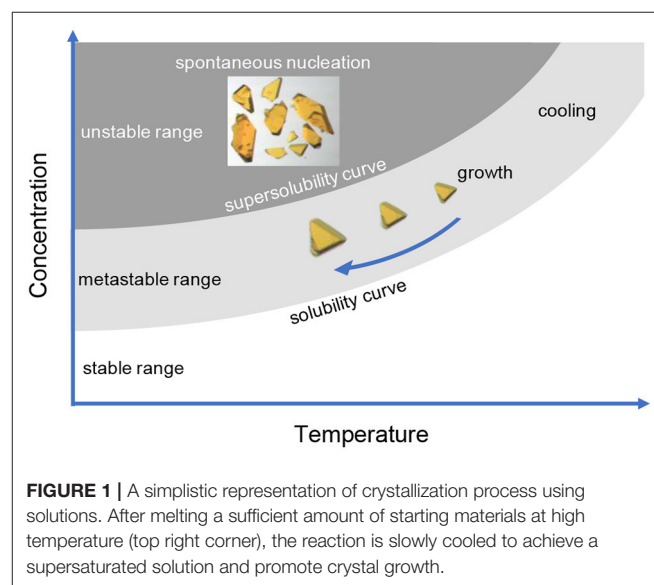 spontaneous nucleation
unstable range
cooling
supersolubility curve
growth
Concentration
metastable range
solubility curve
stable range
Temperature
FIGURE 1 | A simplistic representation of crystallization process using
solutions. After melting a sufficient amount of starting materials at high
temperature (top right corner), the reaction is slowly cooled to achieve a
supersaturated solution and promote crystal growth.